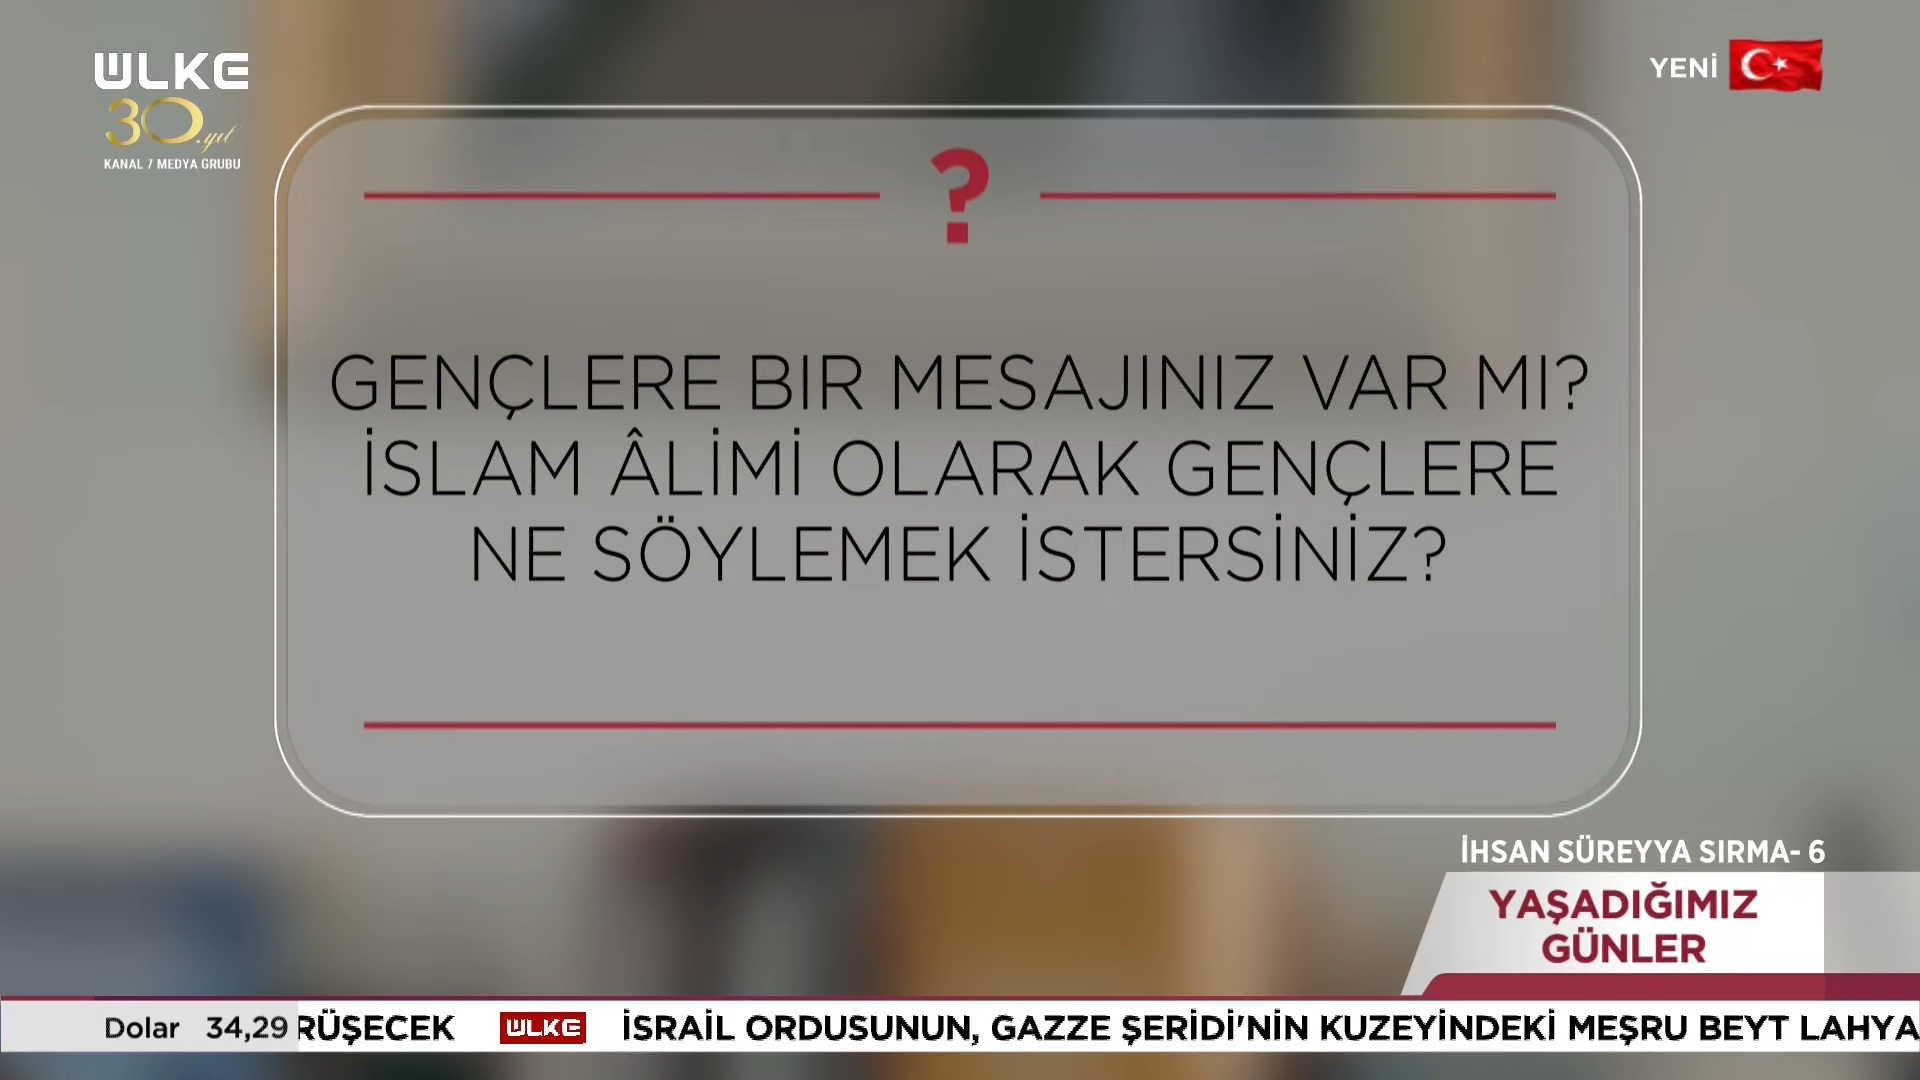 ÜLKE
30.yıl
KANAL 7 MEDYA GRUBU
YENİ
?
GENÇLERE BIR MESAJINIZ VAR MI?
İSLAM ÂLİMİ OLARAK GENÇLERE
NE SÖYLEMEK İSTERSİNİZ?
İHSAN SÜREYYA SIRMA- 6
YAŞADIĞIMIZ
GÜNLER
Dolar 34,29 RÜŞECEK ÜLKE İSRAİL ORDUSUNUN, GAZZE ŞERİDİ'NİN KUZEYİNDEKİ MEŞRU BEYT LAHYA